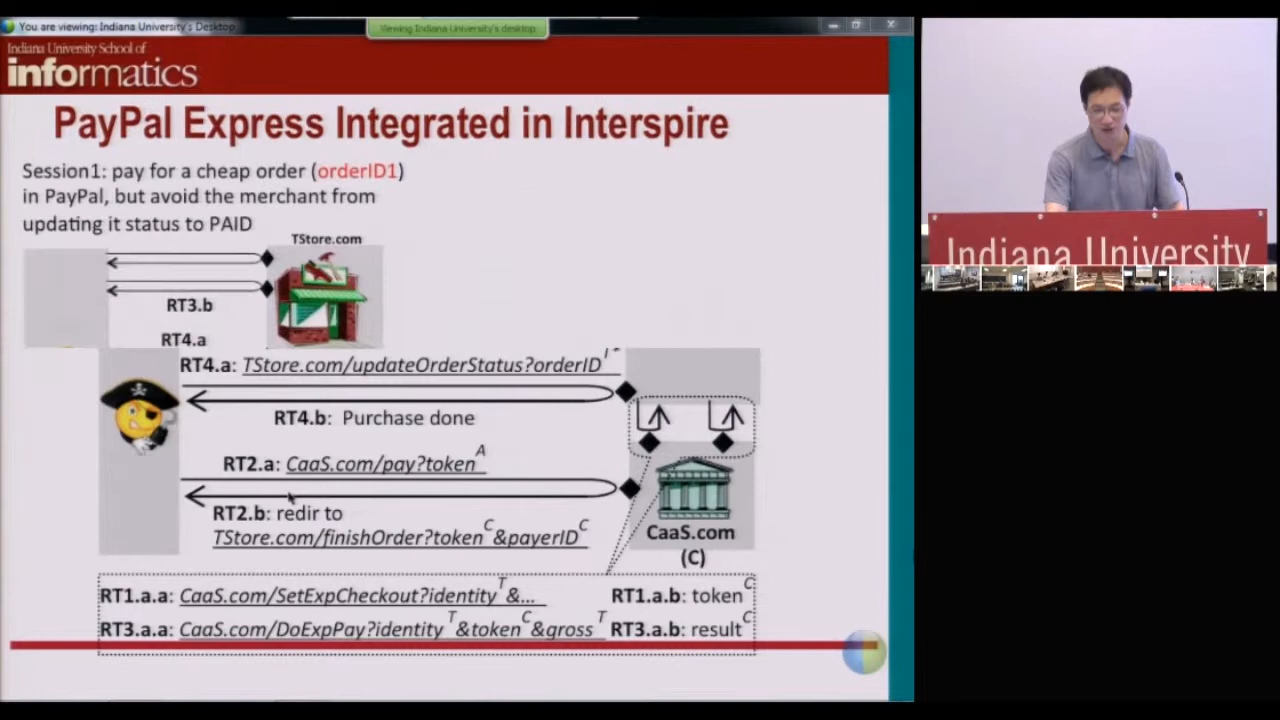 You are viewing: Indiana University's Desktop
Viewing Indiana University's desktop
Indiana University School of
informatics
PayPal Express Integrated in Interspire
Session1: pay for a cheap order (orderID1)
in PayPal, but avoid the merchant from
updating it status to PAID
TStore.com
RT3.b
RT4.a
RT4.a: TStore.com/updateOrderStatus?orderID
RT4.b: Purchase done
RT2.a: CaaS.com/pay?token^A
RT2.b: redir to
TStore.com/finishOrder?token^C&payerID^C
CaaS.com
(C)
RT1.a.a: CaaS.com/SetExpCheckout?identity^T&... RT1.a.b: token^C
RT3.a.a: CaaS.com/DoExpPay?identity^T&token^C&gross^T RT3.a.b: result^C
Indiana University